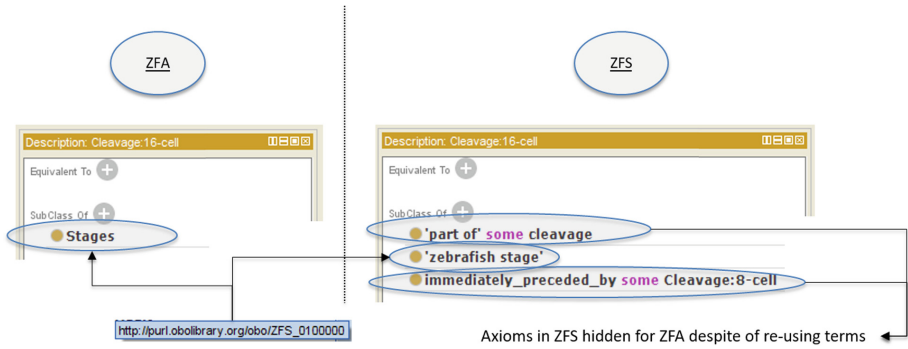 ZFA
ZFS
Description: Cleavage:16-cell
Equivalent To
SubClass Of
Stages
Description: Cleavage:16-cell
Equivalent To
SubClass Of
'part of' some cleavage
'zebrafish stage'
immediately_preceded_by some Cleavage:8-cell
http://purl.obolibrary.org/obo/ZFS_0100000
Axioms in ZFS hidden for ZFA despite of re-using terms